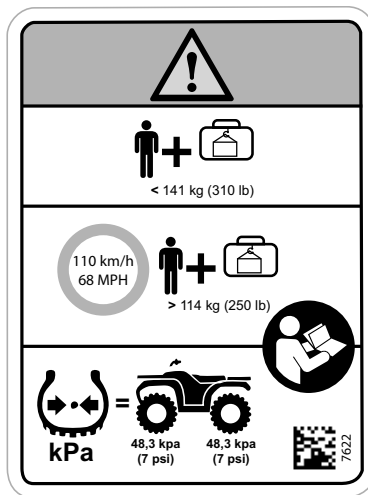 < 141 kg (310 lb)
110 km/h
68 MPH
> 114 kg (250 lb)
kPa
=
48,3 kpa
(7 psi)
48,3 kpa
(7 psi)
7622